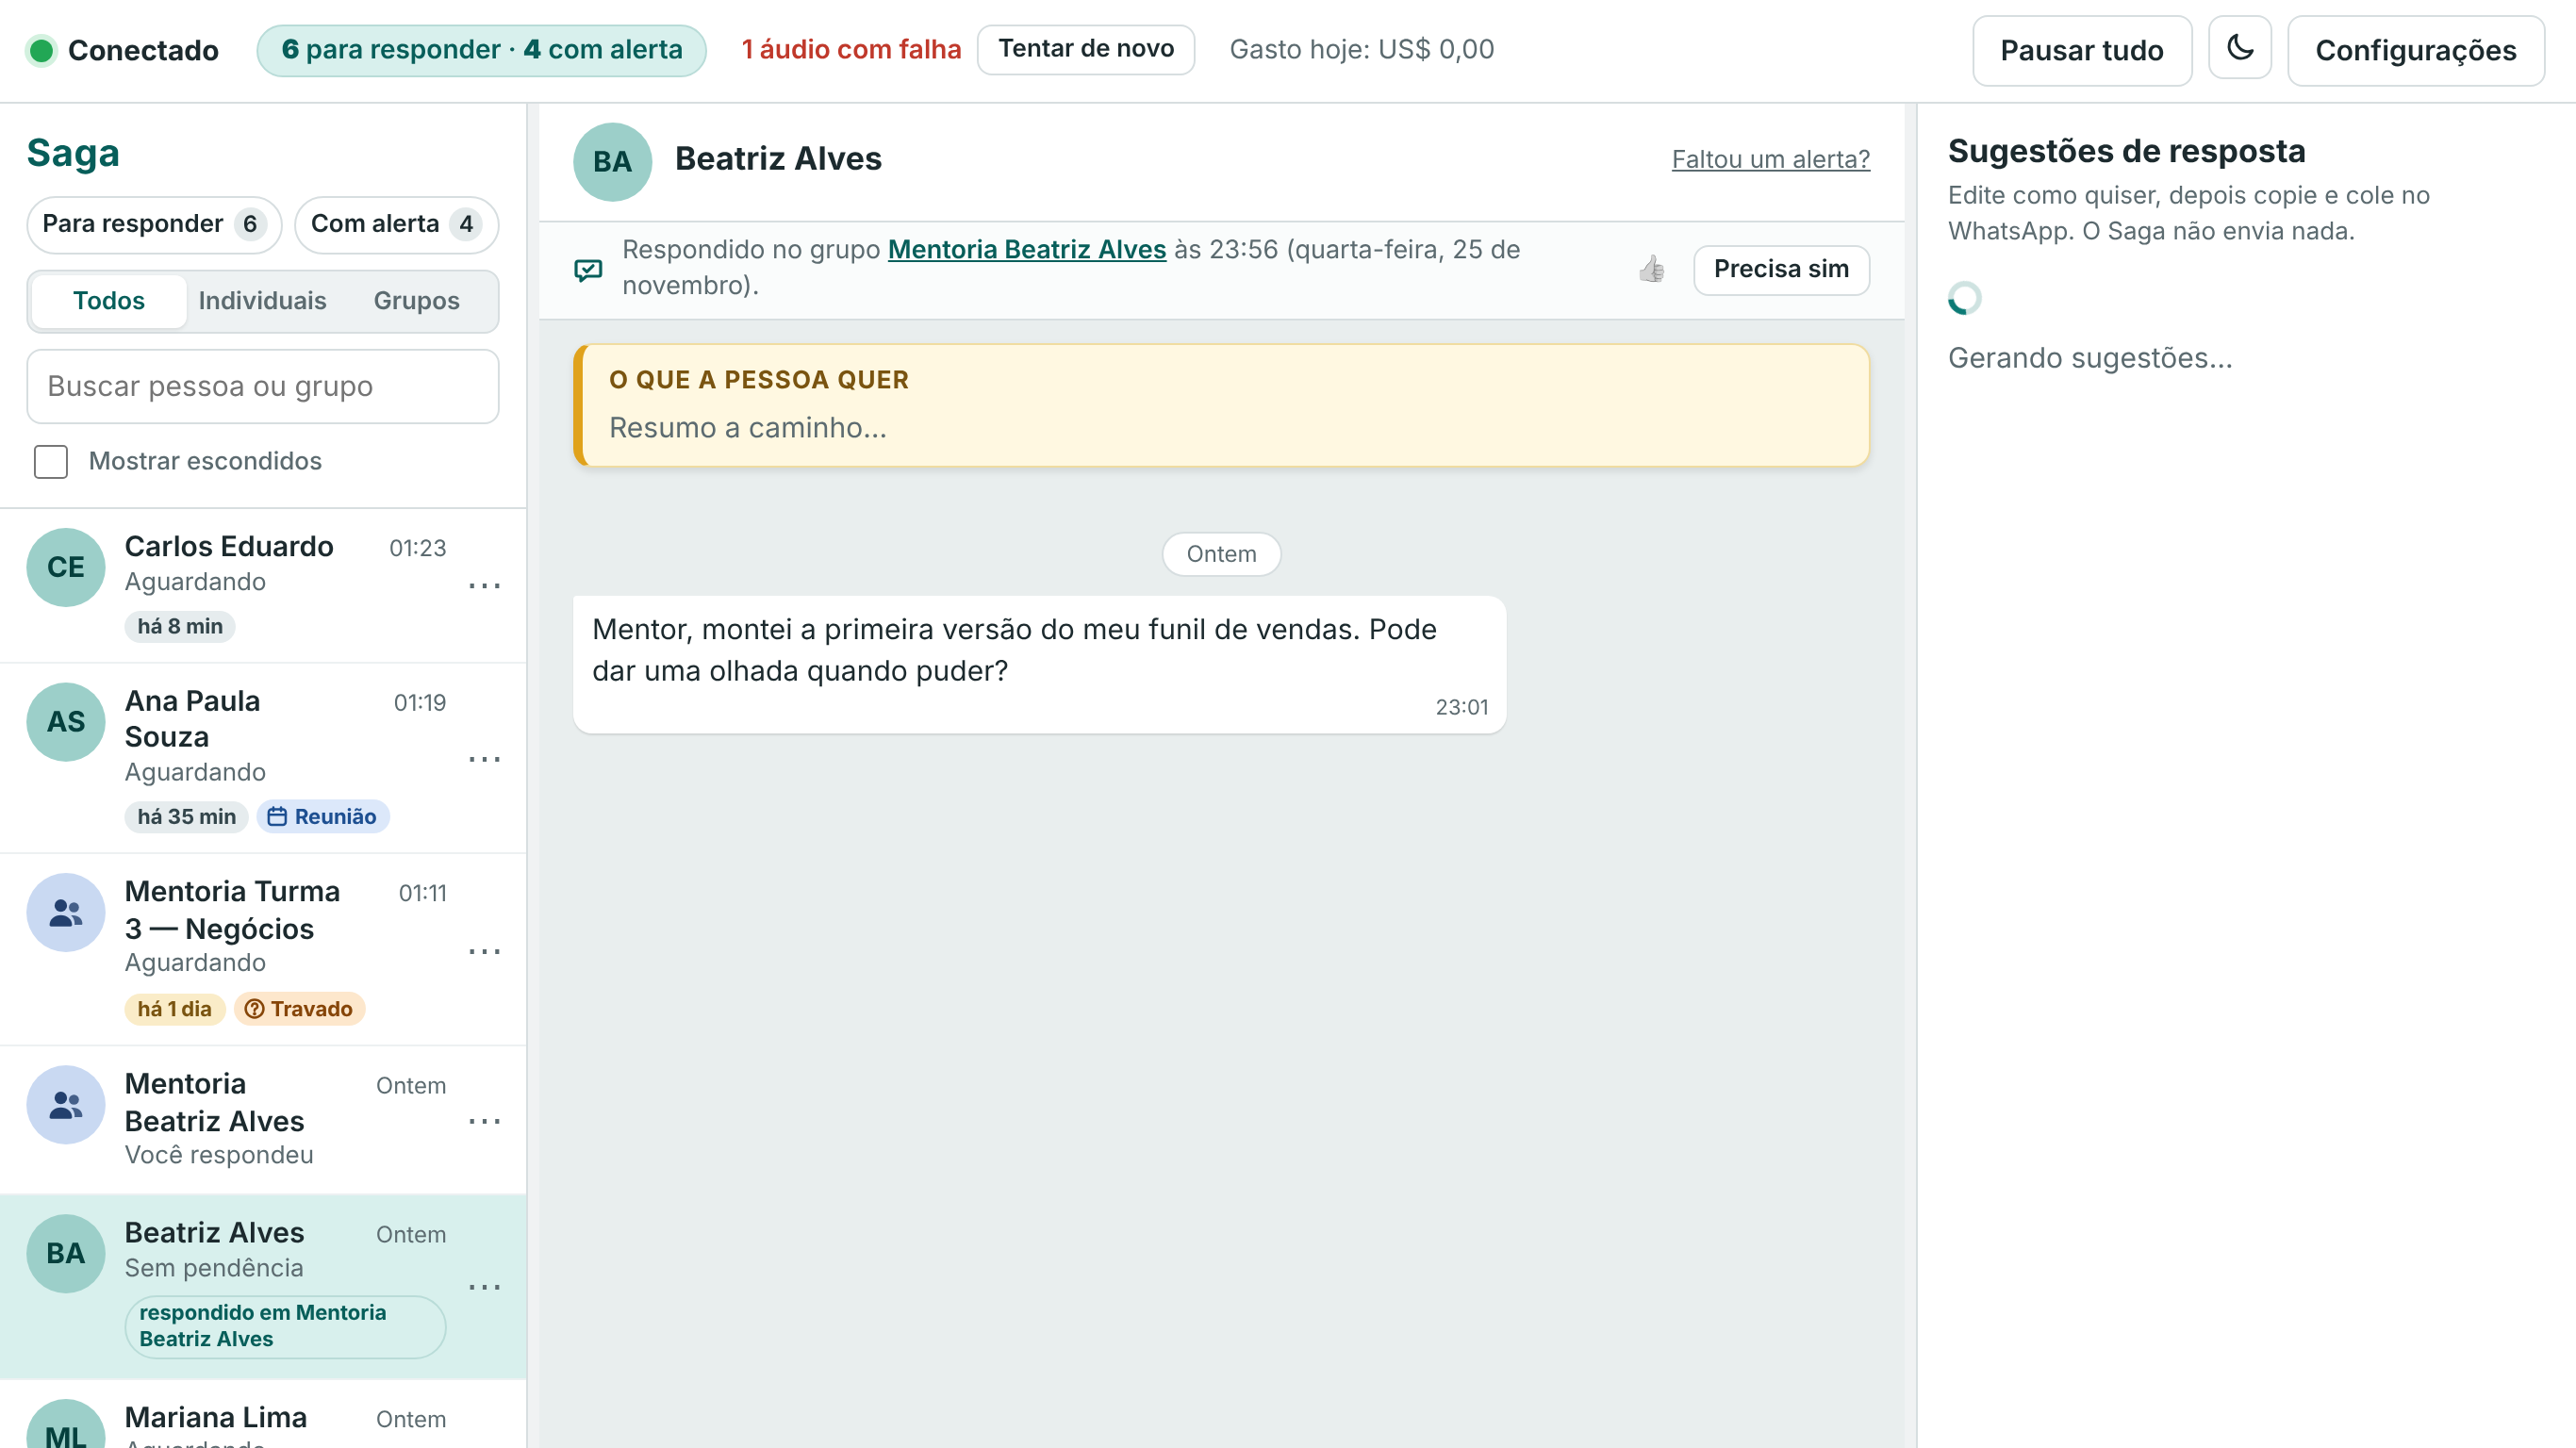 Conectado
6 para responder · 4 com alerta
1 áudio com falha
Tentar de novo
Gasto hoje: US$ 0,00
Pausar tudo
Configurações
Saga
Para responder 6
Com alerta 4
Todos
Individuais
Grupos
Buscar pessoa ou grupo
Mostrar escondidos
CE
Carlos Eduardo
01:23
Aguardando
...
há 8 min
AS
Ana Paula
Souza
01:19
Aguardando
...
há 35 min
Reunião
Mentoria Turma
3 — Negócios
01:11
Aguardando
...
há 1 dia
Travado
Mentoria
Beatriz Alves
Ontem
Você respondeu
...
BA
Beatriz Alves
Ontem
Sem pendência
...
respondido em Mentoria
Beatriz Alves
ML
Mariana Lima
Ontem
Aguardando
BA
Beatriz Alves
Faltou um alerta?
Respondido no grupo Mentoria Beatriz Alves às 23:56 (quarta-feira, 25 de
novembro).
Precisa sim
O QUE A PESSOA QUER
Resumo a caminho...
Ontem
Mentor, montei a primeira versão do meu funil de vendas. Pode
dar uma olhada quando puder?
23:01
Sugestões de resposta
Edite como quiser, depois copie e cole no
WhatsApp. O Saga não envia nada.
Gerando sugestões...